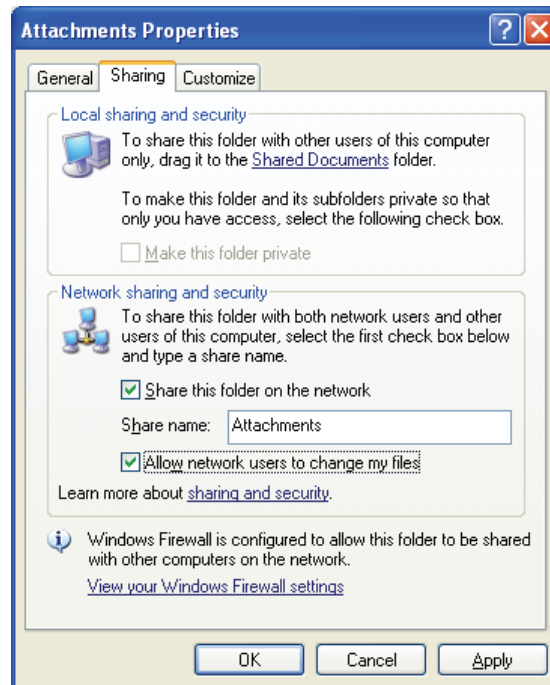 Attachments Properties
General Sharing Customize
Local sharing and security
To share this folder with other users of this computer
only, drag it to the Shared Documents folder.
To make this folder and its subfolders private so that
only you have access, select the following check box.
Make this folder private
Network sharing and security
To share this folder with both network users and other
users of this computer, select the first check box below
and type a share name.
Share this folder on the network
Share name: Attachments
Allow network users to change my files
Learn more about sharing and security.
Windows Firewall is configured to allow this folder to be shared
with other computers on the network.
View your Windows Firewall settings
OK Cancel Apply